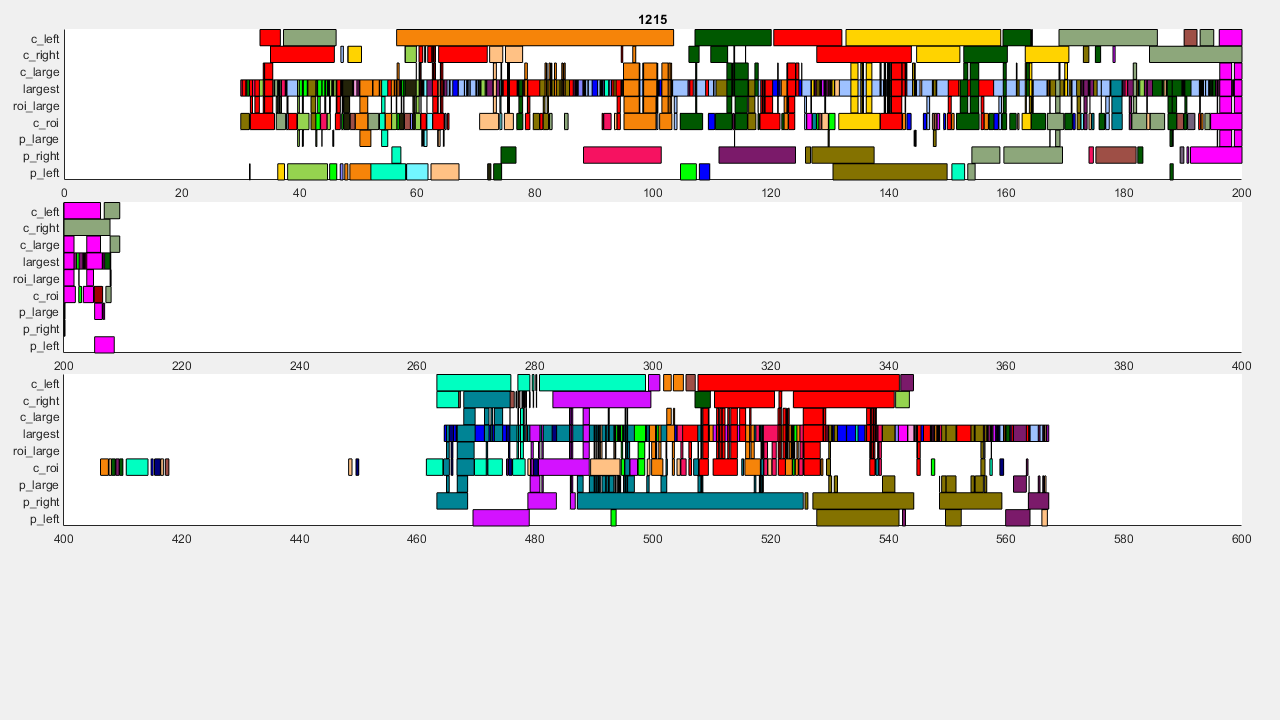 1215
c_left
c_right
c_large
largest
roi_large
c_roi
p_large
p_right
p_left
0 20 40 60 80 100 120 140 160 180 200
c_left
c_right
c_large
largest
roi_large
c_roi
p_large
p_right
p_left
200 220 240 260 280 300 320 340 360 380 400
c_left
c_right
c_large
largest
roi_large
c_roi
p_large
p_right
p_left
400 420 440 460 480 500 520 540 560 580 600